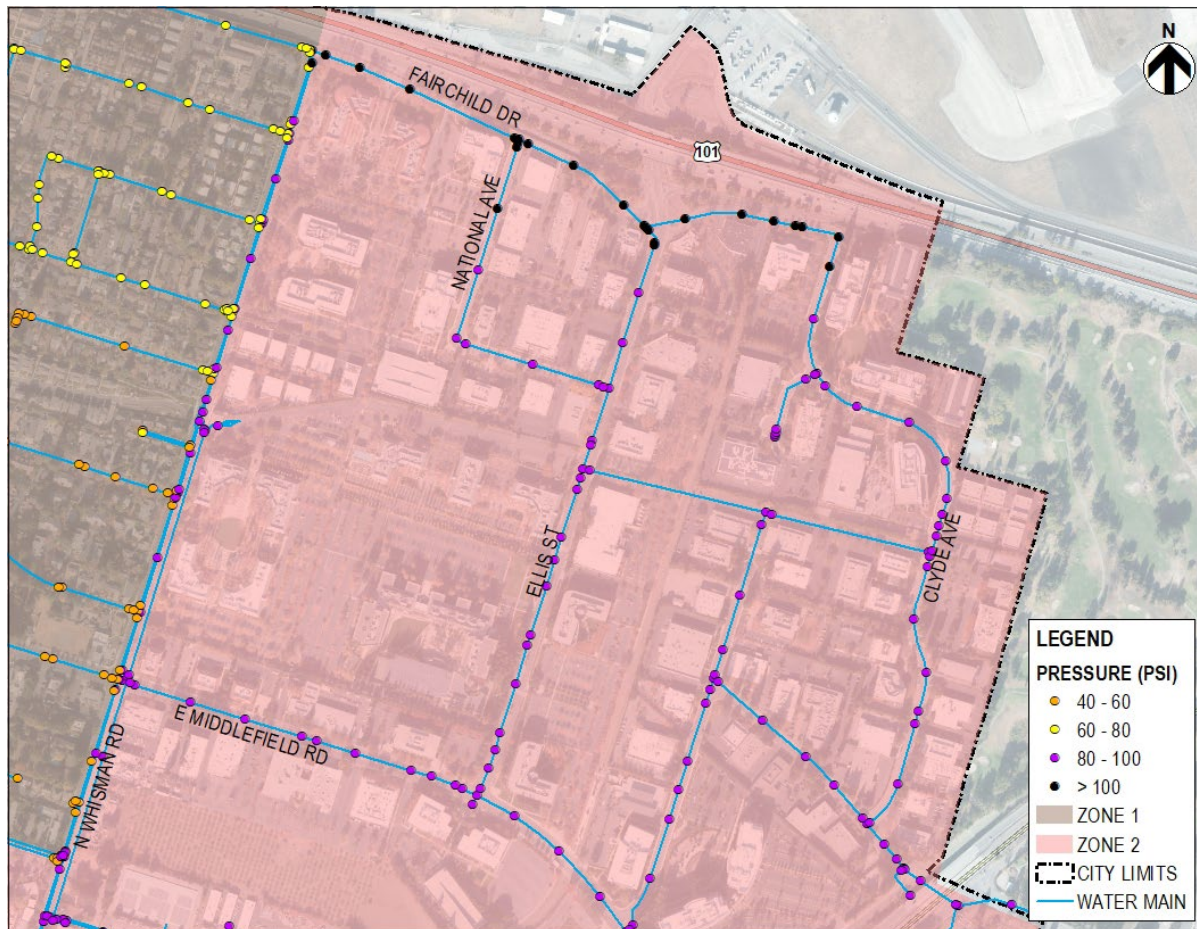 N
FAIRCHILD DR
101
NATIONAL AVE
ELLIS ST
CLYDE AVE
E MIDDLEFIELD RD
N WHISMAN RD
LEGEND
PRESSURE (PSI)
40 - 60
60 - 80
80 - 100
> 100
ZONE 1
ZONE 2
CITY LIMITS
WATER MAIN